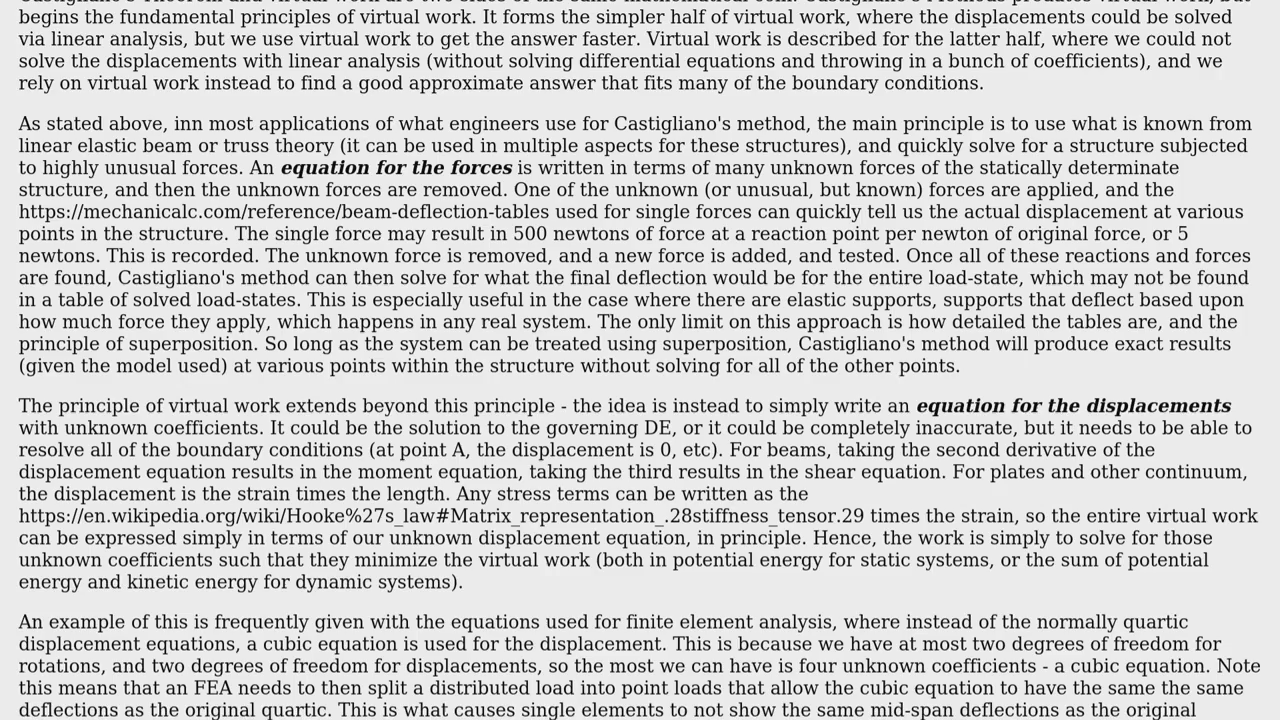 begins the fundamental principles of virtual work. It forms the simpler half of virtual work, where the displacements could be solved
via linear analysis, but we use virtual work to get the answer faster. Virtual work is described for the latter half, where we could not
solve the displacements with linear analysis (without solving differential equations and throwing in a bunch of coefficients), and we
rely on virtual work instead to find a good approximate answer that fits many of the boundary conditions.
As stated above, inn most applications of what engineers use for Castigliano's method, the main principle is to use what is known from
linear elastic beam or truss theory (it can be used in multiple aspects for these structures), and quickly solve for a structure subjected
to highly unusual forces. An equation for the forces is written in terms of many unknown forces of the statically determinate
structure, and then the unknown forces are removed. One of the unknown (or unusual, but known) forces are applied, and the
https://mechanicalc.com/reference/beam-deflection-tables used for single forces can quickly tell us the actual displacement at various
points in the structure. The single force may result in 500 newtons of force at a reaction point per newton of original force, or 5
newtons. This is recorded. The unknown force is removed, and a new force is added, and tested. Once all of these reactions and forces
are found, Castigliano's method can then solve for what the final deflection would be for the entire load-state, which may not be found
in a table of solved load-states. This is especially useful in the case where there are elastic supports, supports that deflect based upon
how much force they apply, which happens in any real system. The only limit on this approach is how detailed the tables are, and the
principle of superposition. So long as the system can be treated using superposition, Castigliano's method will produce exact results
(given the model used) at various points within the structure without solving for all of the other points.
The principle of virtual work extends beyond this principle - the idea is instead to simply write an equation for the displacements
with unknown coefficients. It could be the solution to the governing DE, or it could be completely inaccurate, but it needs to be able to
resolve all of the boundary conditions (at point A, the displacement is 0, etc). For beams, taking the second derivative of the
displacement equation results in the moment equation, taking the third results in the shear equation. For plates and other continuum,
the displacement is the strain times the length. Any stress terms can be written as the
https://en.wikipedia.org/wiki/Hooke%27s_law#Matrix_representation_.28stiffness_tensor.29 times the strain, so the entire virtual work
can be expressed simply in terms of our unknown displacement equation, in principle. Hence, the work is simply to solve for those
unknown coefficients such that they minimize the virtual work (both in potential energy for static systems, or the sum of potential
energy and kinetic energy for dynamic systems).
An example of this is frequently given with the equations used for finite element analysis, where instead of the normally quartic
displacement equations, a cubic equation is used for the displacement. This is because we have at most two degrees of freedom for
rotations, and two degrees of freedom for displacements, so the most we can have is four unknown coefficients - a cubic equation. Note
this means that an FEA needs to then split a distributed load into point loads that allow the cubic equation to have the same the same
deflections as the original quartic. This is what causes single elements to not show the same mid-span deflections as the original